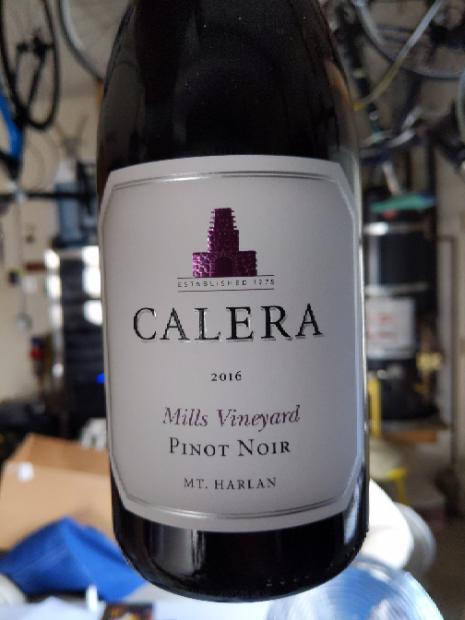 ESTABLISHED 1975
CALERA
2016
Mills Vineyard
PINOT NOIR
MT. HARLAN